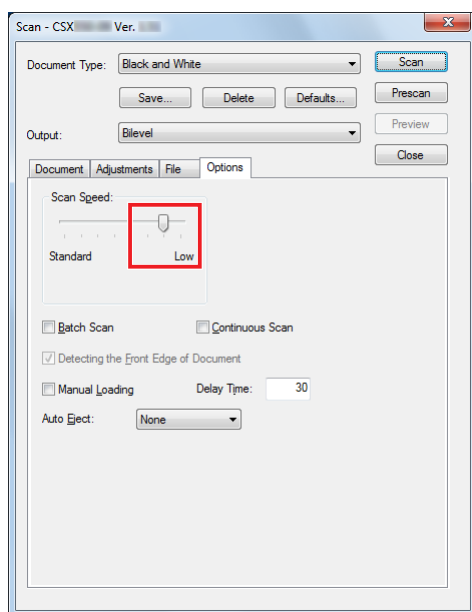 Scan - CSX Ver.
Document Type: Black and White Scan
Save... Delete Defaults... Prescan
Output: Bilevel Preview
Close
Document Adjustments File Options
Scan Speed:
Standard Low
Batch Scan Continuous Scan
Detecting the Front Edge of Document
Manual Loading Delay Time: 30
Auto Eject: None